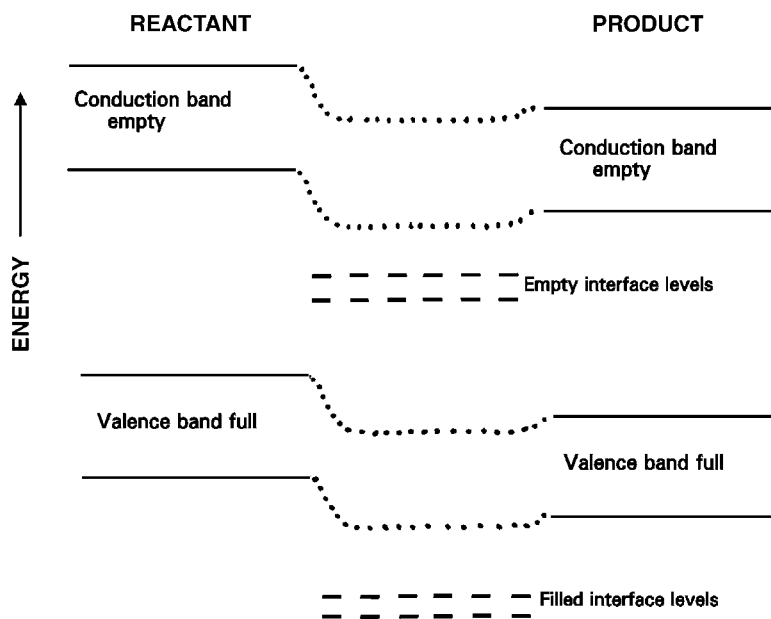 REACTANT
PRODUCT
Conduction band
empty
Conduction band
empty
ENERGY
Empty interface levels
Valence band full
Valence band full
Filled interface levels